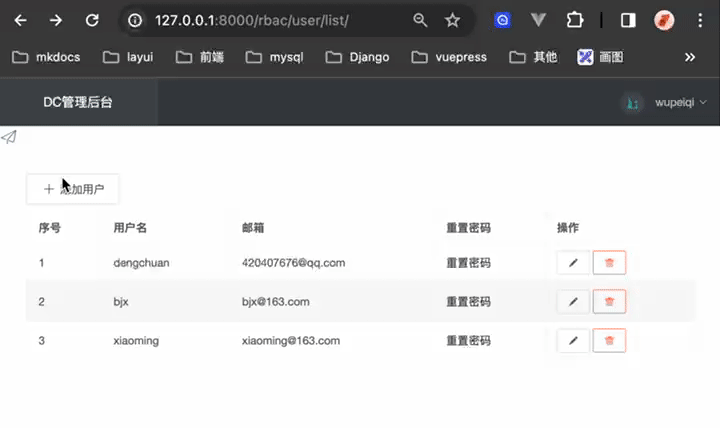 127.0.0.1:8000/rbac/user/list/
mkdocs layui 前端 mysql Django vuepress 其他 画图 »
DC管理后台 wupeiqi
加用户
序号 用户名 邮箱 重置密码 操作
1 dengchuan 420407676@qq.com 重置密码
2 bjx bjx@163.com 重置密码
3 xiaoming xiaoming@163.com 重置密码